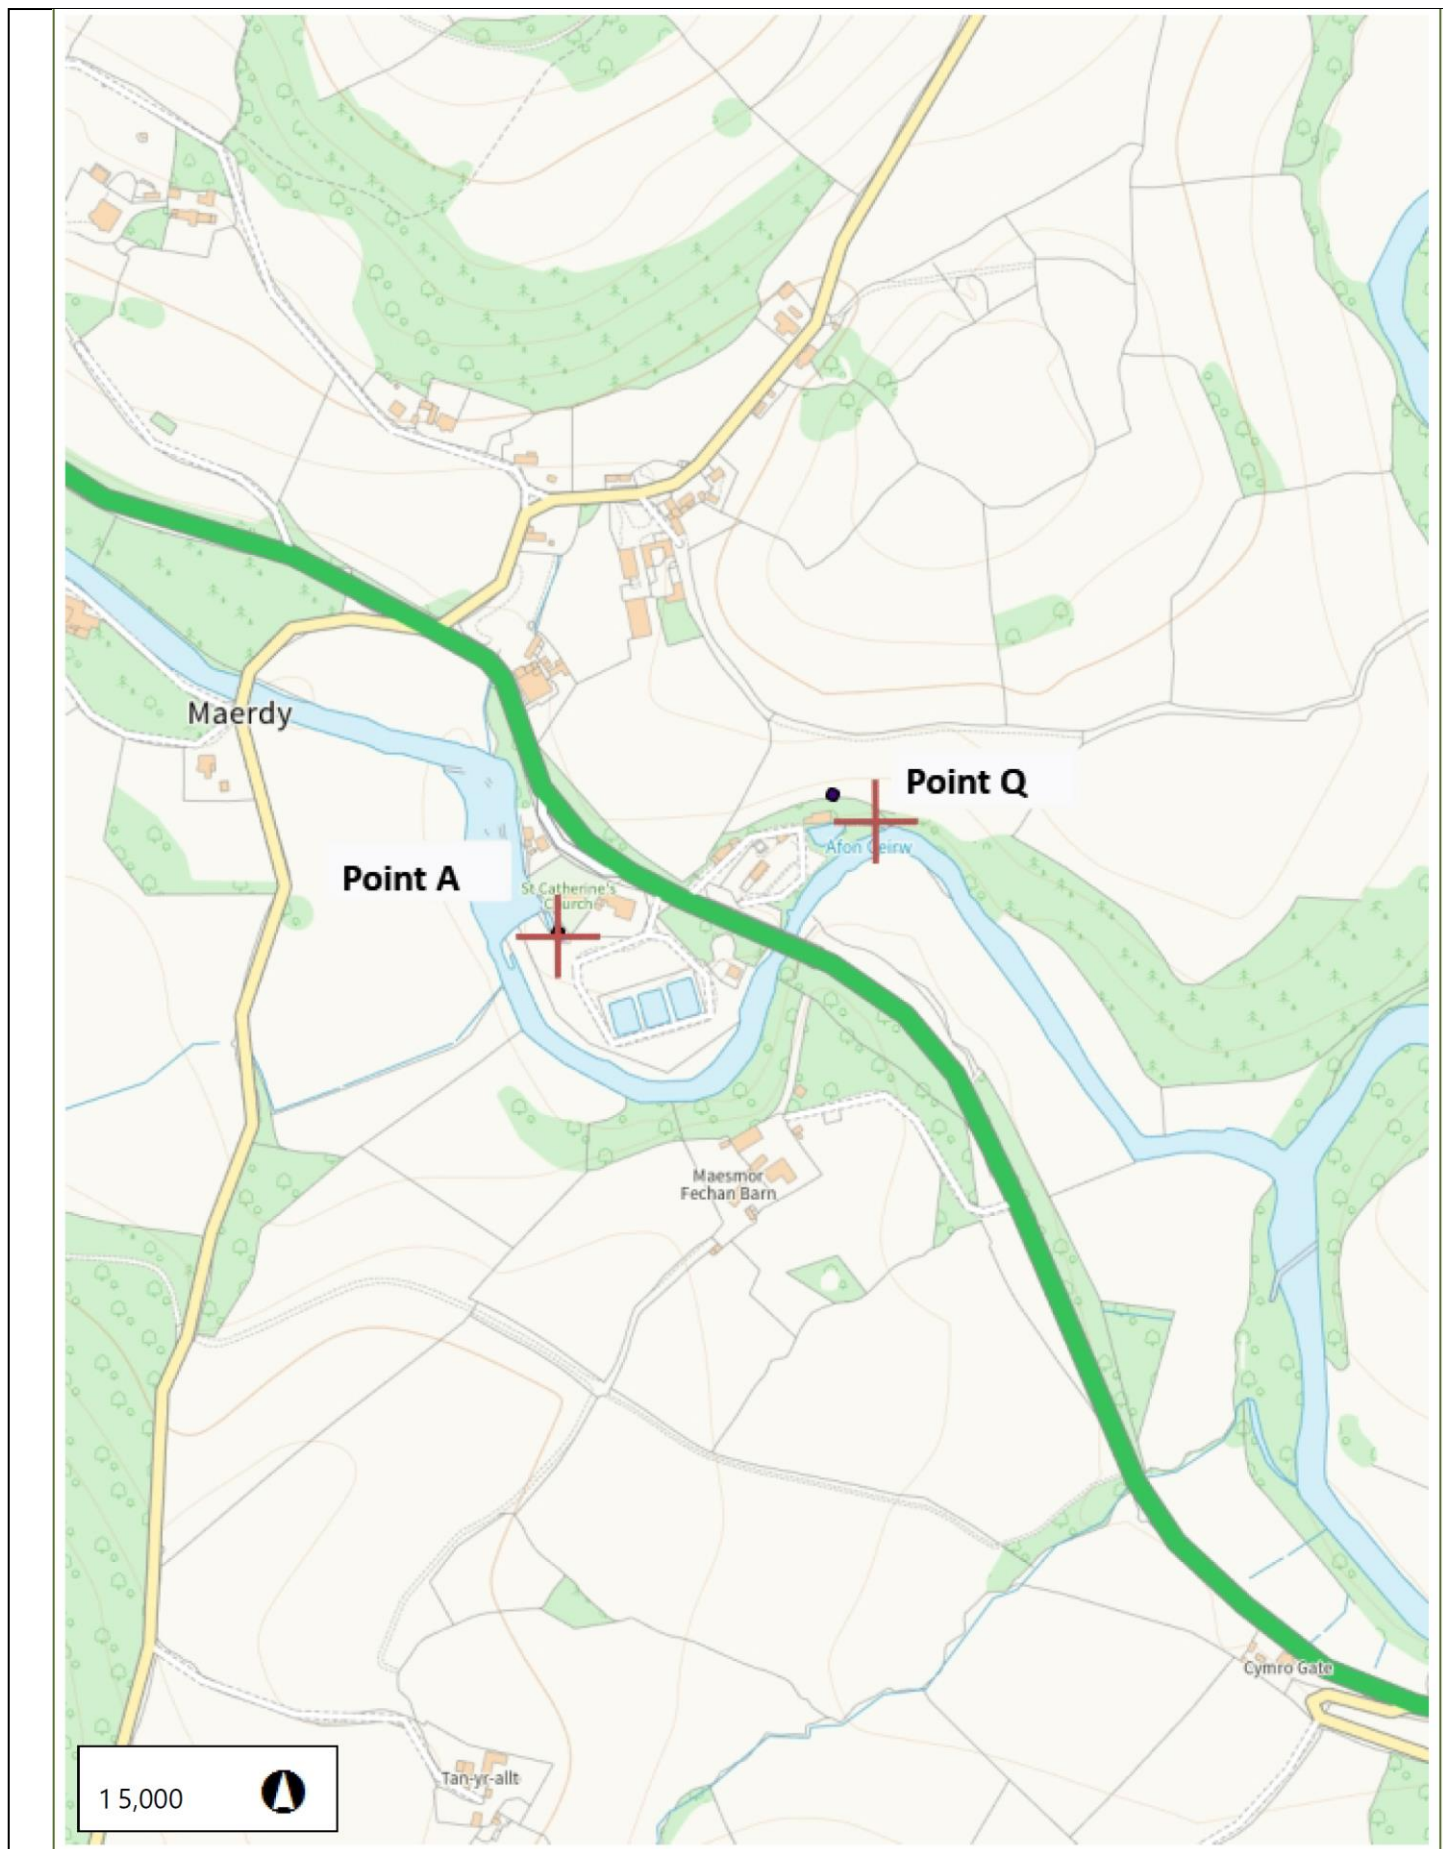 Maerdy
Point Q
Afon Ceirw
Point A
St Catherine's
Church
Maesmor
Fechan Barn
Cymro Gate
Tan-yr-allt
1 5,000